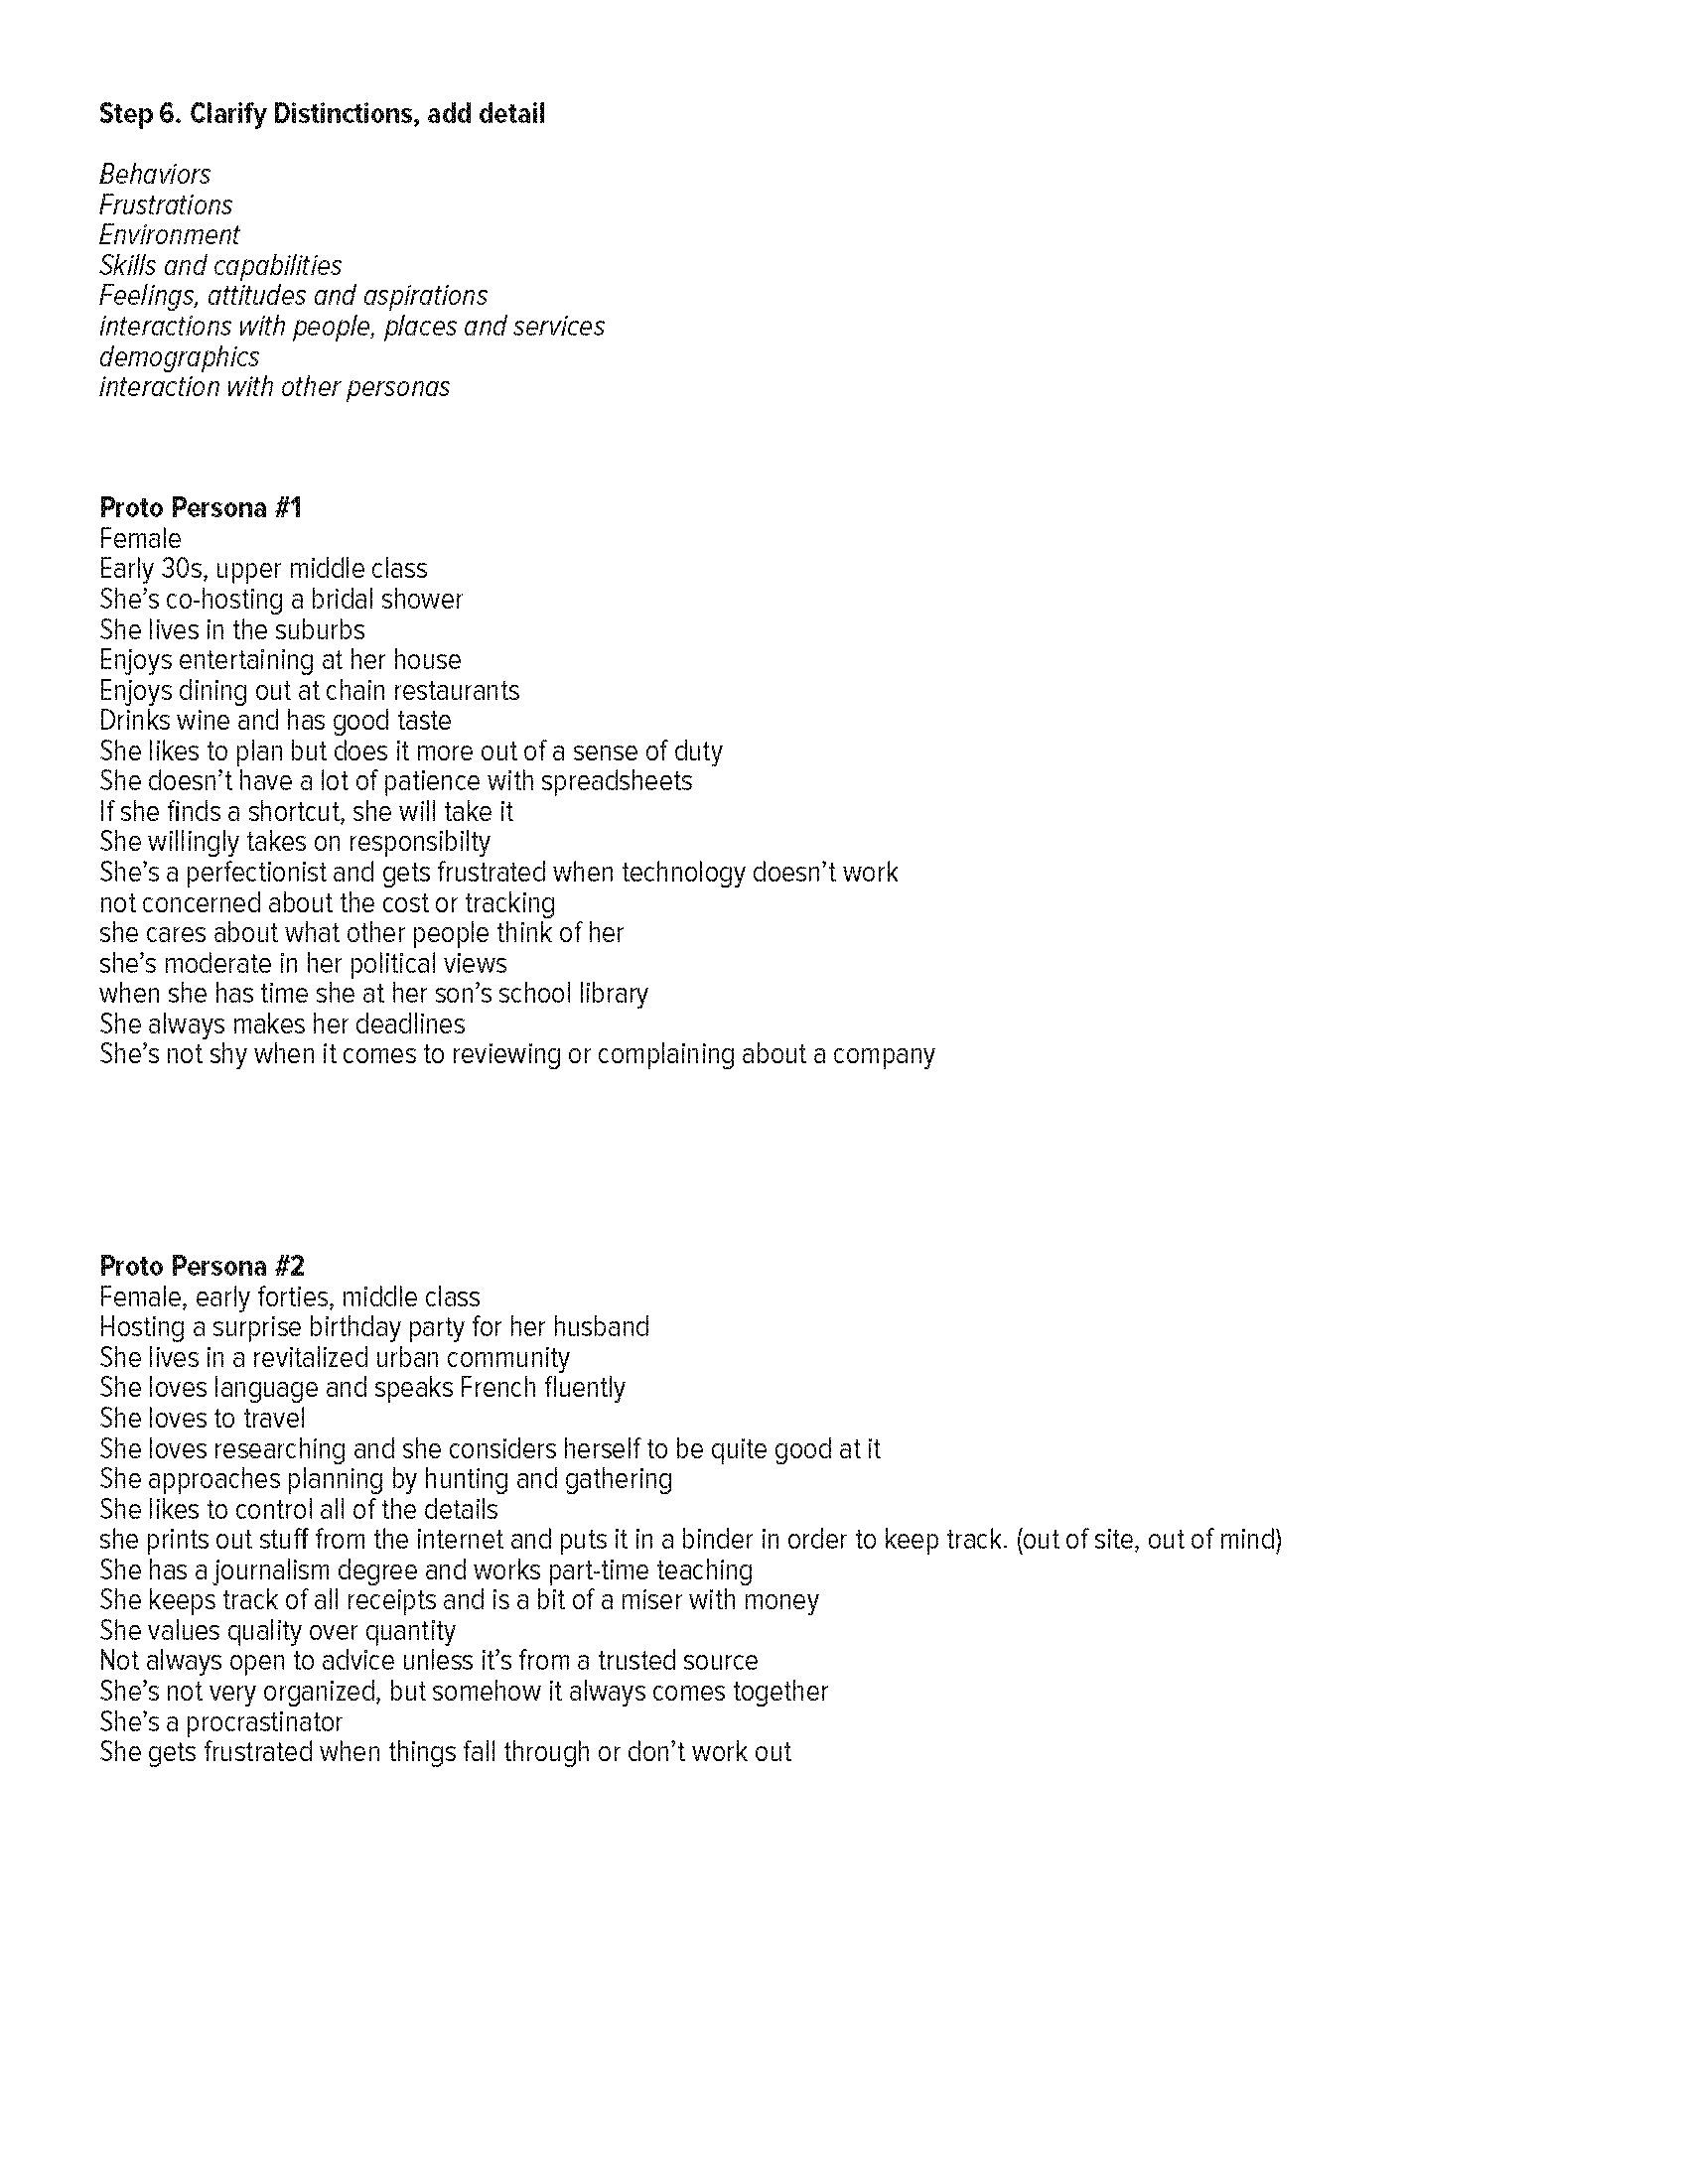 Step 6. Clarify Distinctions, add detail
Behaviors
Frustrations
Environment
Skills and capabilities
Feelings, attitudes and aspirations
interactions with people, places and services
demographics
interaction with other personas
Proto Persona #1
Female
Early 30s, upper middle class
She’s co-hosting a bridal shower
She lives in the suburbs
Enjoys entertaining at her house
Enjoys dining out at chain restaurants
Drinks wine and has good taste
She likes to plan but does it more out of a sense of duty
She doesn’t have a lot of patience with spreadsheets
If she finds a shortcut, she will take it
She willingly takes on responsibilty
She’s a perfectionist and gets frustrated when technology doesn’t work
not concerned about the cost or tracking
she cares about what other people think of her
she’s moderate in her political views
when she has time she at her son’s school library
She always makes her deadlines
She’s not shy when it comes to reviewing or complaining about a company
Proto Persona #2
Female, early forties, middle class
Hosting a surprise birthday party for her husband
She lives in a revitalized urban community
She loves language and speaks French fluently
She loves to travel
She loves researching and she considers herself to be quite good at it
She approaches planning by hunting and gathering
She likes to control all of the details
she prints out stuff from the internet and puts it in a binder in order to keep track. (out of site, out of mind)
She has a journalism degree and works part-time teaching
She keeps track of all receipts and is a bit of a miser with money
She values quality over quantity
Not always open to advice unless it’s from a trusted source
She’s not very organized, but somehow it always comes together
She’s a procrastinator
She gets frustrated when things fall through or don’t work out